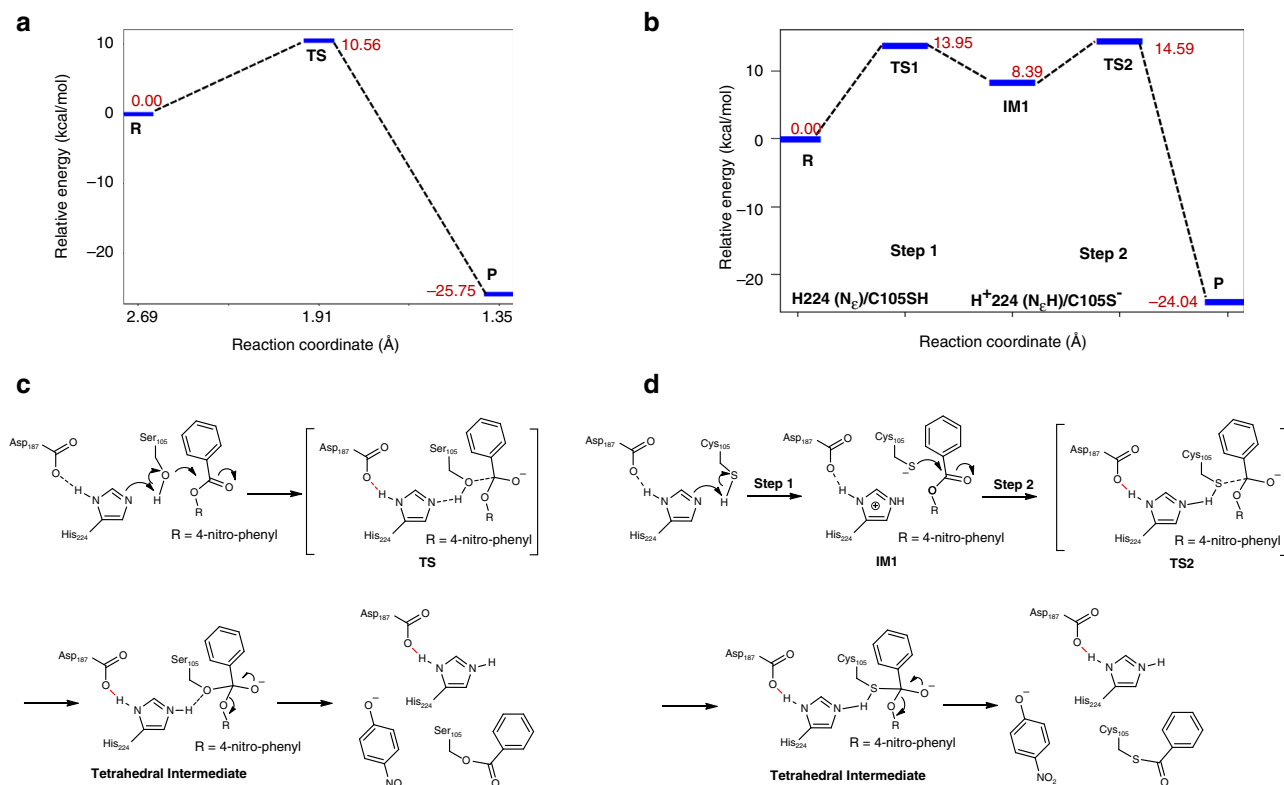 a
Relative energy (kcal/mol)
10
0
−10
−20
0.00
R
TS
10.56
P
−25.75
2.69
1.91
1.35
Reaction coordinate (Å)
b
Relative energy (kcal/mol)
10
0
−10
−20
0.00
R
13.95
TS1
8.39
IM1
TS2
14.59
Step 1
Step 2
P
−24.04
H224 (Nε)/C105SH
H+224 (NεH)/C105S-
Reaction coordinate (Å)
c
Asp187
O
O
H
N
N
His224
Ser105
O
H
O
O
R
R = 4-nitro-phenyl
Asp187
O
O
H
N
N
His224
Ser105
O
H
O−
O
R
R = 4-nitro-phenyl
TS
Asp187
O
O
H
N
N
H
His224
Ser105
O
O−
O
R
R = 4-nitro-phenyl
Tetrahedral Intermediate
Asp187
O
O
H
N
N-H
His224
O−
NO
Ser105
O
O
d
Asp187
O
O
H
N
N
His224
Cys105
S
H
Step 1
Asp187
O
O
H
N
NH
⊕
His224
Cys105
S
−
O
O
R
R = 4-nitro-phenyl
IM1
Step 2
Asp187
O
O
H
N
N
H
His224
Cys105
S
O−
O
R
R = 4-nitro-phenyl
TS2
Asp187
O
O
H
N
N
H
His224
Cys105
S
O−
O
R
R = 4-nitro-phenyl
Tetrahedral Intermediate
Asp187
O
O
H
N
N-H
His224
O−
NO2
Cys105
S
O